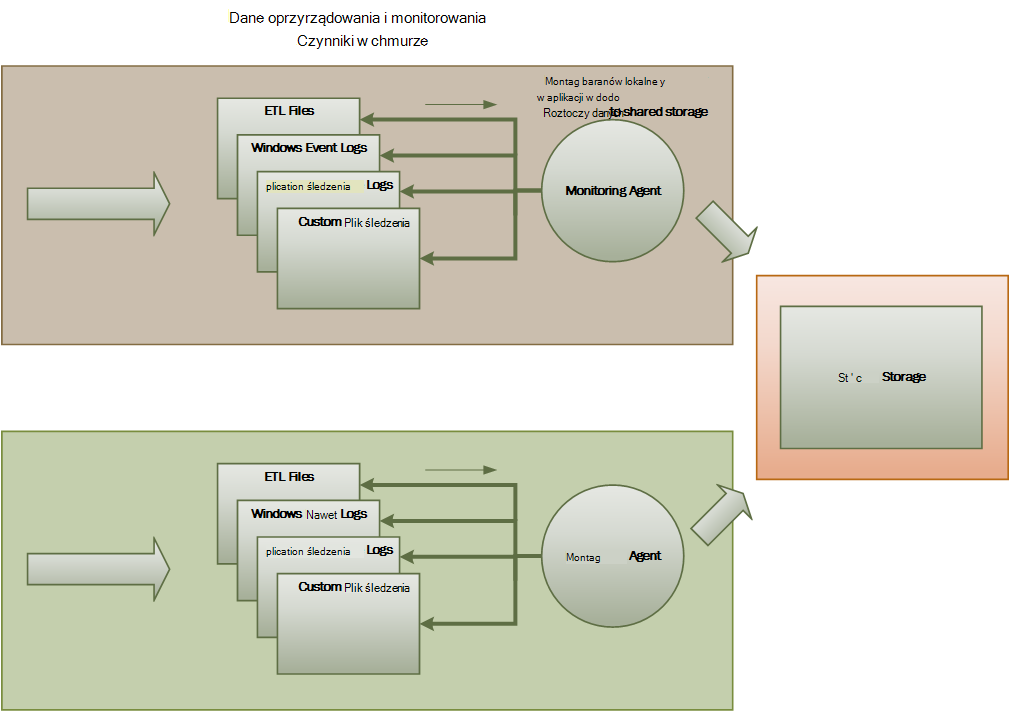 Dane oprzyrządowania i monitorowania
Czynniki w chmurze
Montag baranów lokalne y
w aplikacji w dodo
Roztoczy danych to shared storage
ETL Files
Windows Event Logs
plication śledzenia Logs
Custom Plik śledzenia
Monitoring Agent
St ' c Storage
ETL Files
Windows Nawet Logs
plication śledzenia Logs
Custom Plik śledzenia
Montag Agent